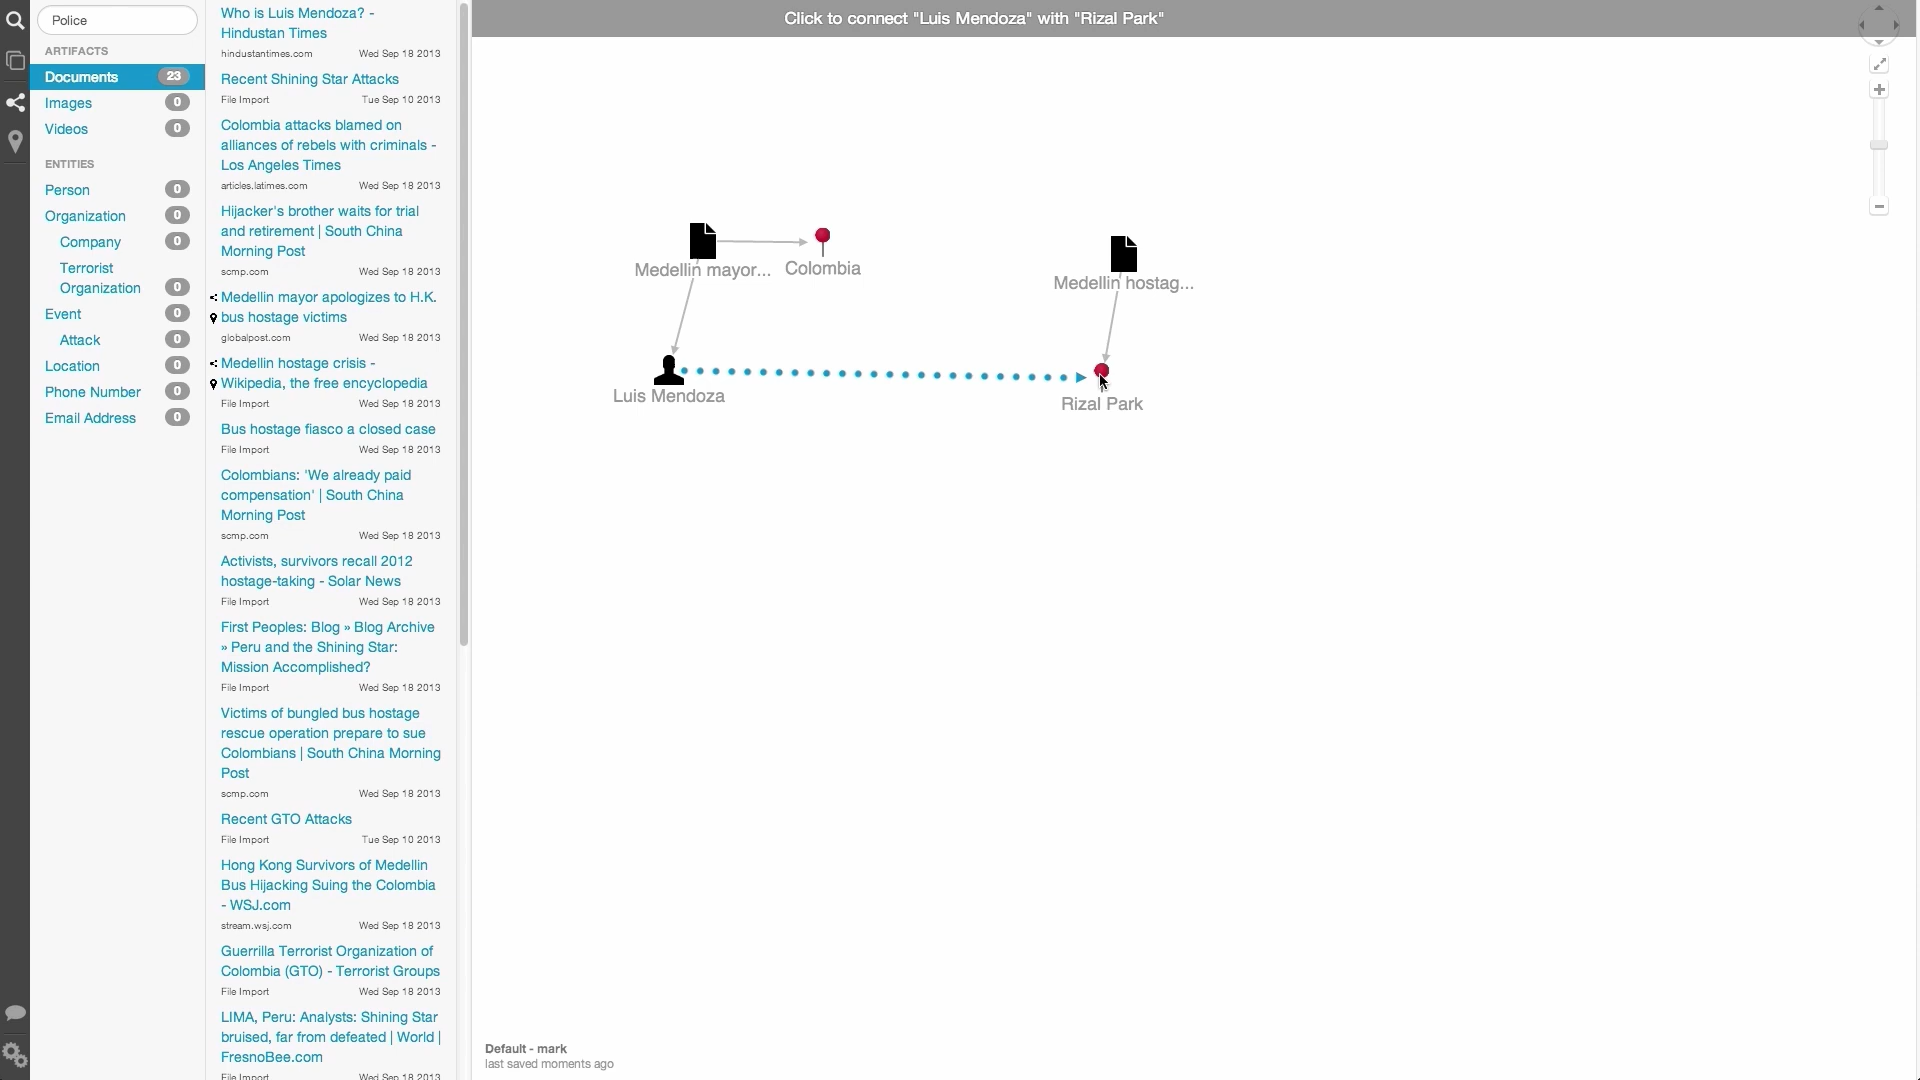 Police
ARTIFACTS
Documents 23
Images 0
Videos 0
ENTITIES
Person 0
Organization 0
Company 0
Terrorist
Organization 0
Event 0
Attack 0
Location 0
Phone Number 0
Email Address 0
Who is Luis Mendoza? -
Hindustan Times
hindustantimes.com Wed Sep 18 2013
Recent Shining Star Attacks
File Import Tue Sep 10 2013
Colombia attacks blamed on
alliances of rebels with criminals -
Los Angeles Times
articles.latimes.com Wed Sep 18 2013
Hijacker's brother waits for trial
and retirement | South China
Morning Post
scmp.com Wed Sep 18 2013
Medellin mayor apologizes to H.K.
bus hostage victims
globalpost.com Wed Sep 18 2013
Medellin hostage crisis -
Wikipedia, the free encyclopedia
File Import Wed Sep 18 2013
Bus hostage fiasco a closed case
File Import Wed Sep 18 2013
Colombians: 'We already paid
compensation' | South China
Morning Post
scmp.com Wed Sep 18 2013
Activists, survivors recall 2012
hostage-taking - Solar News
File Import Wed Sep 18 2013
First Peoples: Blog » Blog Archive
» Peru and the Shining Star:
Mission Accomplished?
File Import Wed Sep 18 2013
Victims of bungled bus hostage
rescue operation prepare to sue
Colombians | South China Morning
Post
scmp.com Wed Sep 18 2013
Recent GTO Attacks
File Import Tue Sep 10 2013
Hong Kong Survivors of Medellin
Bus Hijacking Suing the Colombia
- WSJ.com
stream.wsj.com Wed Sep 18 2013
Guerrilla Terrorist Organization of
Colombia (GTO) - Terrorist Groups
File Import Wed Sep 18 2013
LIMA, Peru: Analysts: Shining Star
bruised, far from defeated | World |
FresnoBee.com
File Import Wed Sep 18 2013
Click to connect "Luis Mendoza" with "Rizal Park"
Medellin mayor...
Colombia
Medellin hostag...
Luis Mendoza
Rizal Park
Default - mark
last saved moments ago